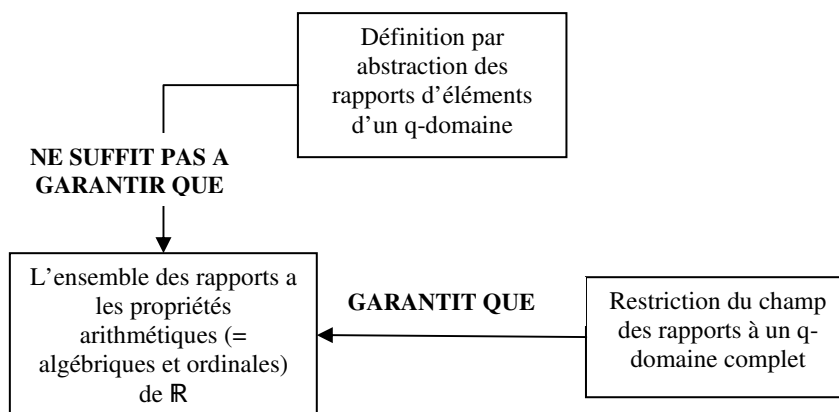 Définition par
abstraction des
rapports d'éléments
d'un q-domaine
NE SUFFIT PAS A
GARANTIR QUE
L'ensemble des rapports a
les propriétés
arithmétiques (=
algébriques et ordinales)
de ℝ
GARANTIT QUE
Restriction du champ
des rapports à un q-
domaine complet